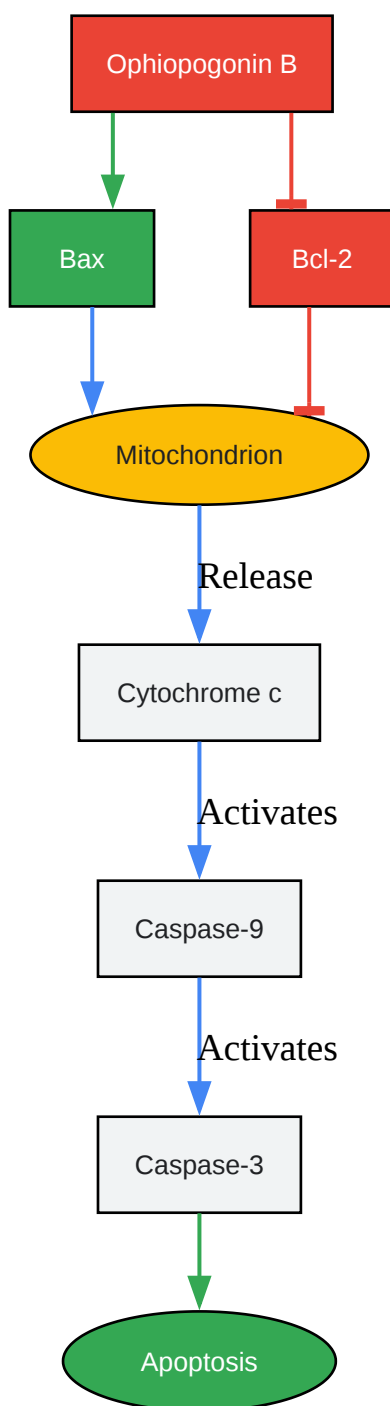 Ophiopogonin B
Bax
Bcl-2
Mitochondrion
Release
Cytochrome c
Activates
Caspase-9
Activates
Caspase-3
Apoptosis